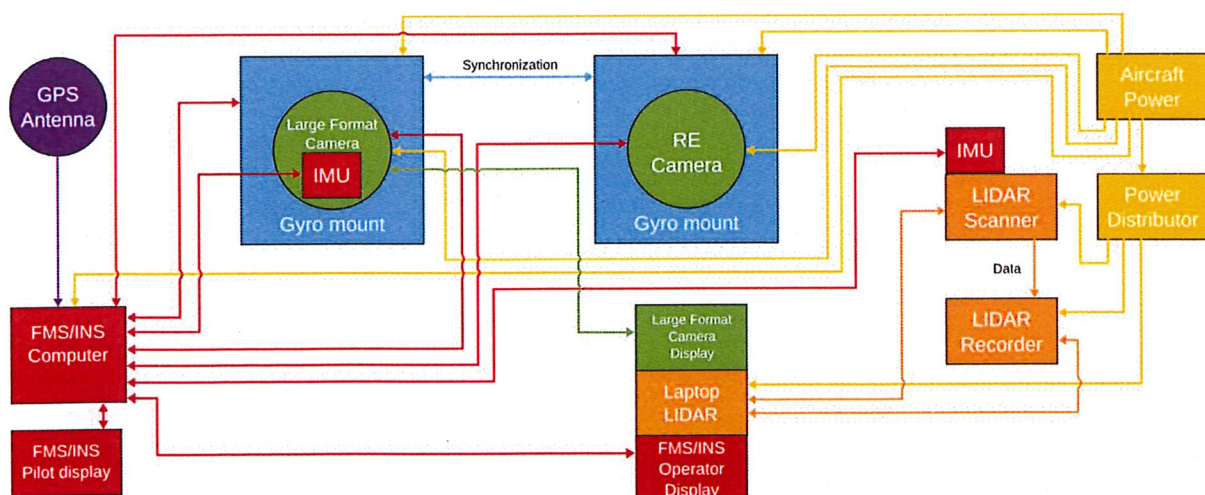 GPS
Antenna
Large Format
Camera
IMU
Gyro mount
Synchronization
RE
Camera
Gyro mount
Aircraft
Power
IMU
LIDAR
Scanner
Power
Distributor
Data
LIDAR
Recorder
FMS/INS
Computer
Large Format
Camera
Display
Laptop
LIDAR
FMS/INS
Operator
Display
FMS/INS
Pilot display